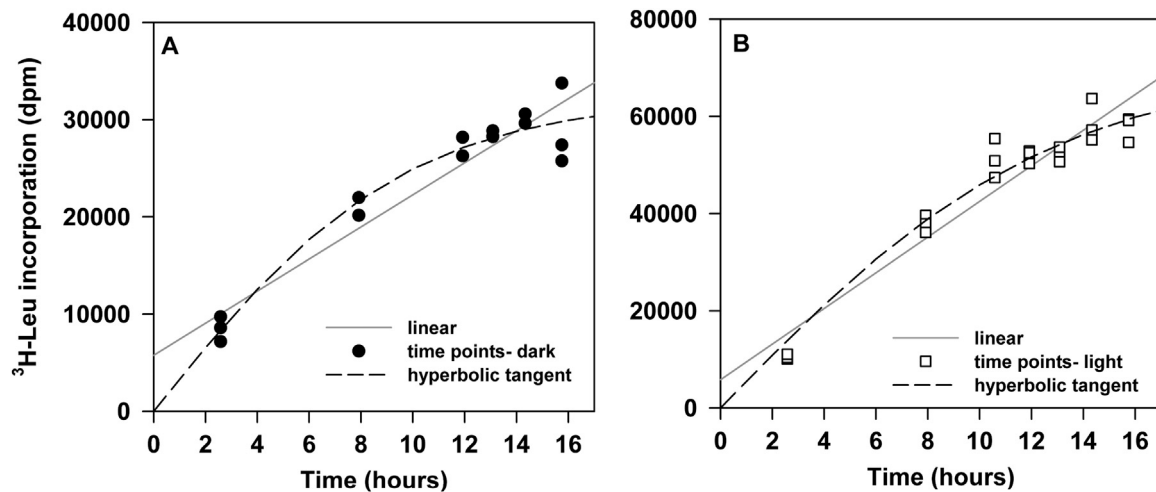 A
³H-Leu incorporation (dpm)
40000
30000
20000
10000
0
linear
time points- dark
hyperbolic tangent
0 2 4 6 8 10 12 14 16
Time (hours)
B
80000
60000
40000
20000
0
linear
time points- light
hyperbolic tangent
0 2 4 6 8 10 12 14 16
Time (hours)